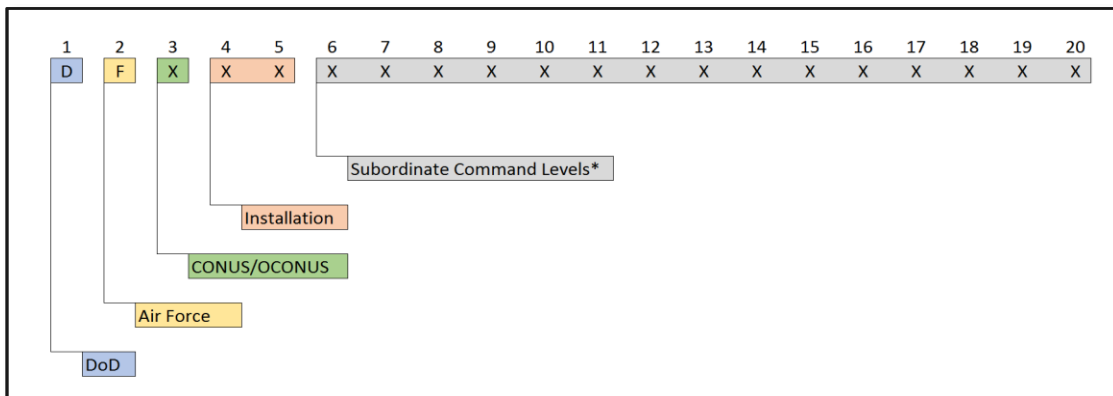 1 2 3 4 5 6 7 8 9 10 11 12 13 14 15 16 17 18 19 20
D F X X X X X X X X X X X X X X X X X X
Subordinate Command Levels*
Installation
CONUS/OCONUS
Air Force
DoD